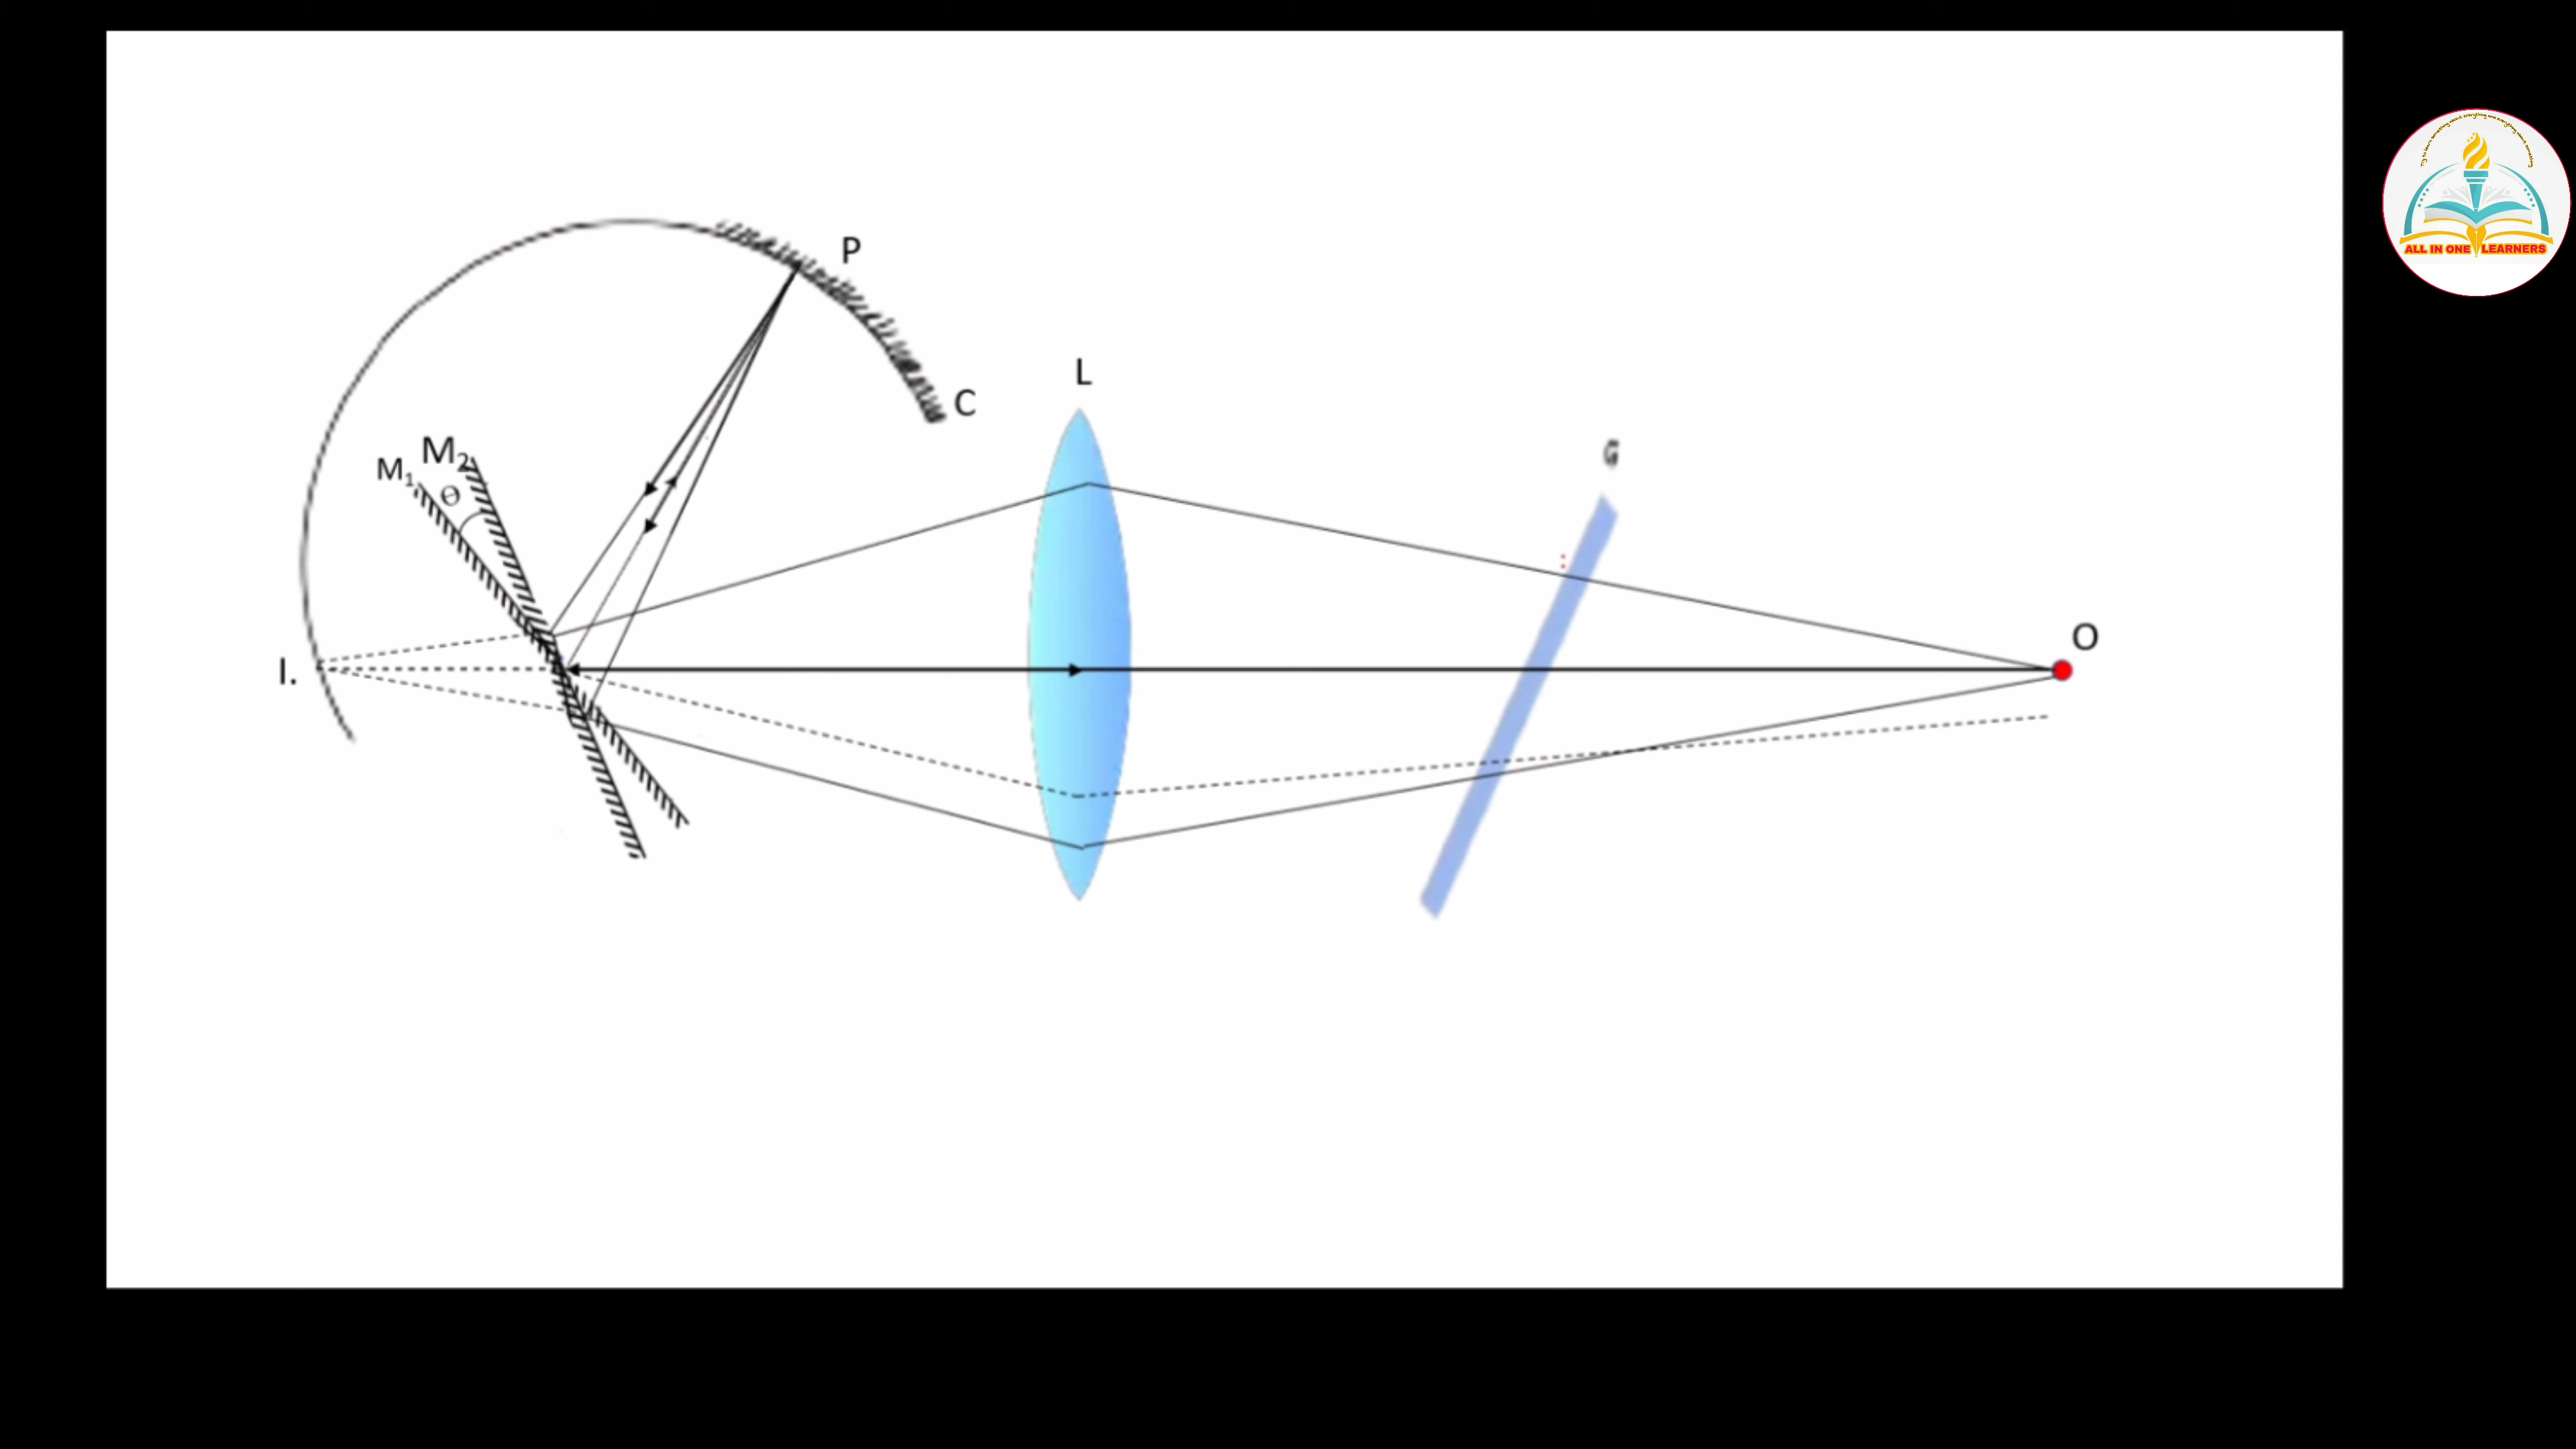 P
L
C
M₂
M₁
Θ
G
O
I.
ALL IN ONE LEARNERS